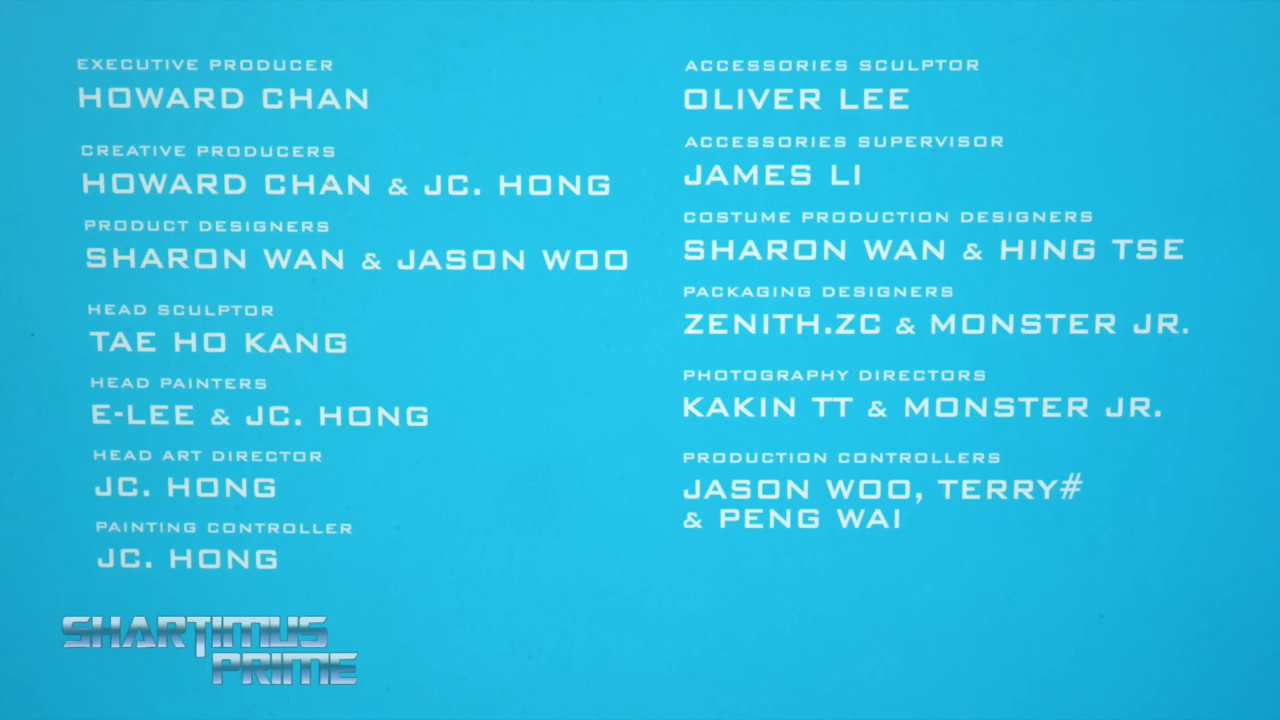 EXECUTIVE PRODUCER
HOWARD CHAN
CREATIVE PRODUCERS
HOWARD CHAN & JC. HONG
PRODUCT DESIGNERS
SHARON WAN & JASON WOO
HEAD SCULPTOR
TAE HO KANG
HEAD PAINTERS
E-LEE & JC. HONG
HEAD ART DIRECTOR
JC. HONG
PAINTING CONTROLLER
JC. HONG
ACCESSORIES SCULPTOR
OLIVER LEE
ACCESSORIES SUPERVISOR
JAMES LI
COSTUME PRODUCTION DESIGNERS
SHARON WAN & HING TSE
PACKAGING DESIGNERS
ZENITH.ZC & MONSTER JR.
PHOTOGRAPHY DIRECTORS
KAKIN TT & MONSTER JR.
PRODUCTION CONTROLLERS
JASON WOO, TERRY#
& PENG WAI
SHARTIMUS
PRIME